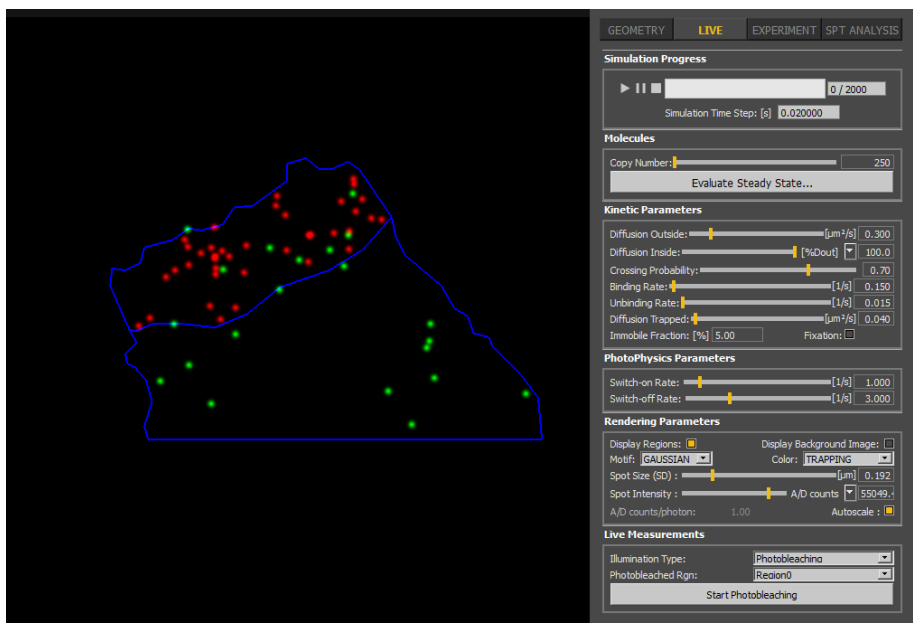 GEOMETRY LIVE EXPERIMENT SPT ANALYSIS
Simulation Progress
0 / 2000
Simulation Time Step: [s] 0.020000
Molecules
Copy Number: 250
Evaluate Steady State...
Kinetic Parameters
Diffusion Outside: [µm²/s] 0.300
Diffusion Inside: [%Dout] 100.0
Crossing Probability: 0.70
Binding Rate: [1/s] 0.150
Unbinding Rate: [1/s] 0.015
Diffusion Trapped: [µm²/s] 0.040
Immobile Fraction: [%] 5.00 Fixation:
PhotoPhysics Parameters
Switch-on Rate: [1/s] 1.000
Switch-off Rate: [1/s] 3.000
Rendering Parameters
Display Regions: Display Background Image:
Motif: GAUSSIAN Color: TRAPPING
Spot Size (SD) : [µm] 0.192
Spot Intensity : A/D counts 55049.
A/D counts/photon: 1.00 Autoscale :
Live Measurements
Illumination Type: Photobleaching
Photobleached Rgn: Region0
Start Photobleaching